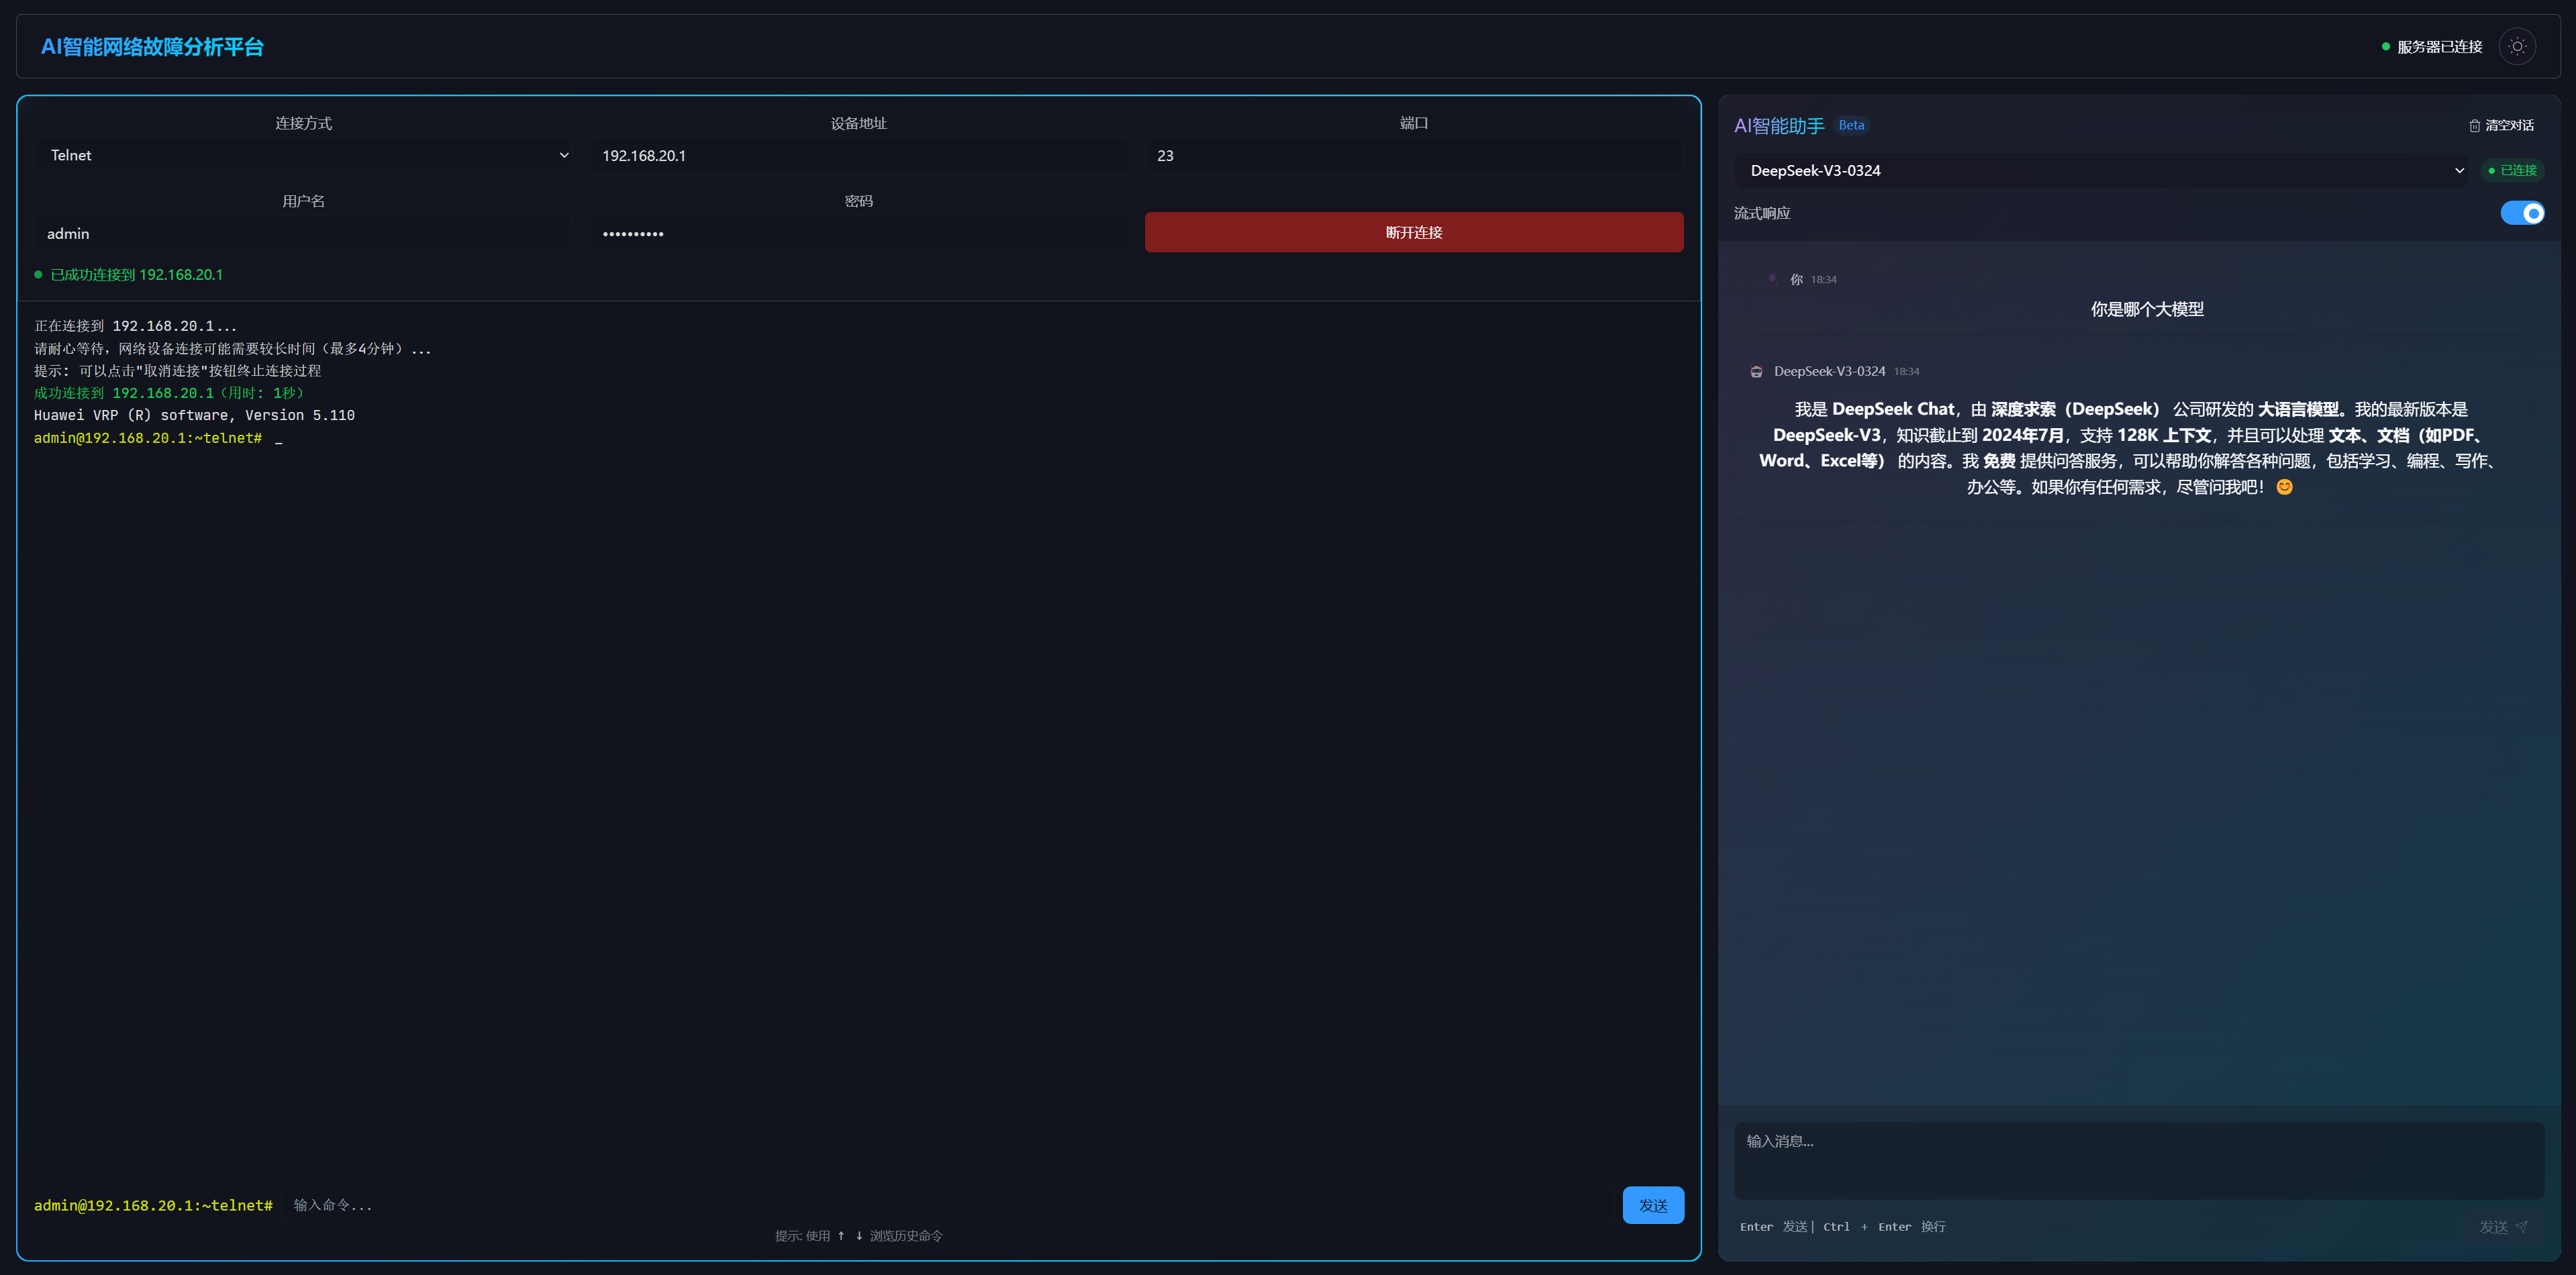 AI智能网络故障分析平台
服务器已连接
连接方式
设备地址
端口
Telnet
192.168.20.1
23
用户名
密码
admin
••••••••••
断开连接
已成功连接到 192.168.20.1
正在连接到 192.168.20.1...
请耐心等待，网络设备连接可能需要较长时间（最多4分钟）...
提示: 可以点击"取消连接"按钮终止连接过程
成功连接到 192.168.20.1（用时: 1秒）
Huawei VRP (R) software, Version 5.110
admin@192.168.20.1:~telnet# _
admin@192.168.20.1:~telnet#
输入命令...
发送
提示: 使用 ↑ ↓ 浏览历史命令
AI智能助手 Beta
清空对话
DeepSeek-V3-0324
已连接
流式响应
你 18:34
你是哪个大模型
DeepSeek-V3-0324 18:34
我是 DeepSeek Chat，由 深度求索（DeepSeek） 公司研发的 大语言模型。我的最新版本是
DeepSeek-V3，知识截止到 2024年7月，支持 128K 上下文，并且可以处理 文本、文档（如PDF、
Word、Excel等） 的内容。我 免费 提供问答服务，可以帮助你解答各种问题，包括学习、编程、写作、
办公等。如果你有任何需求，尽管问我吧！😊
输入消息...
Enter 发送 | Ctrl + Enter 换行
发送